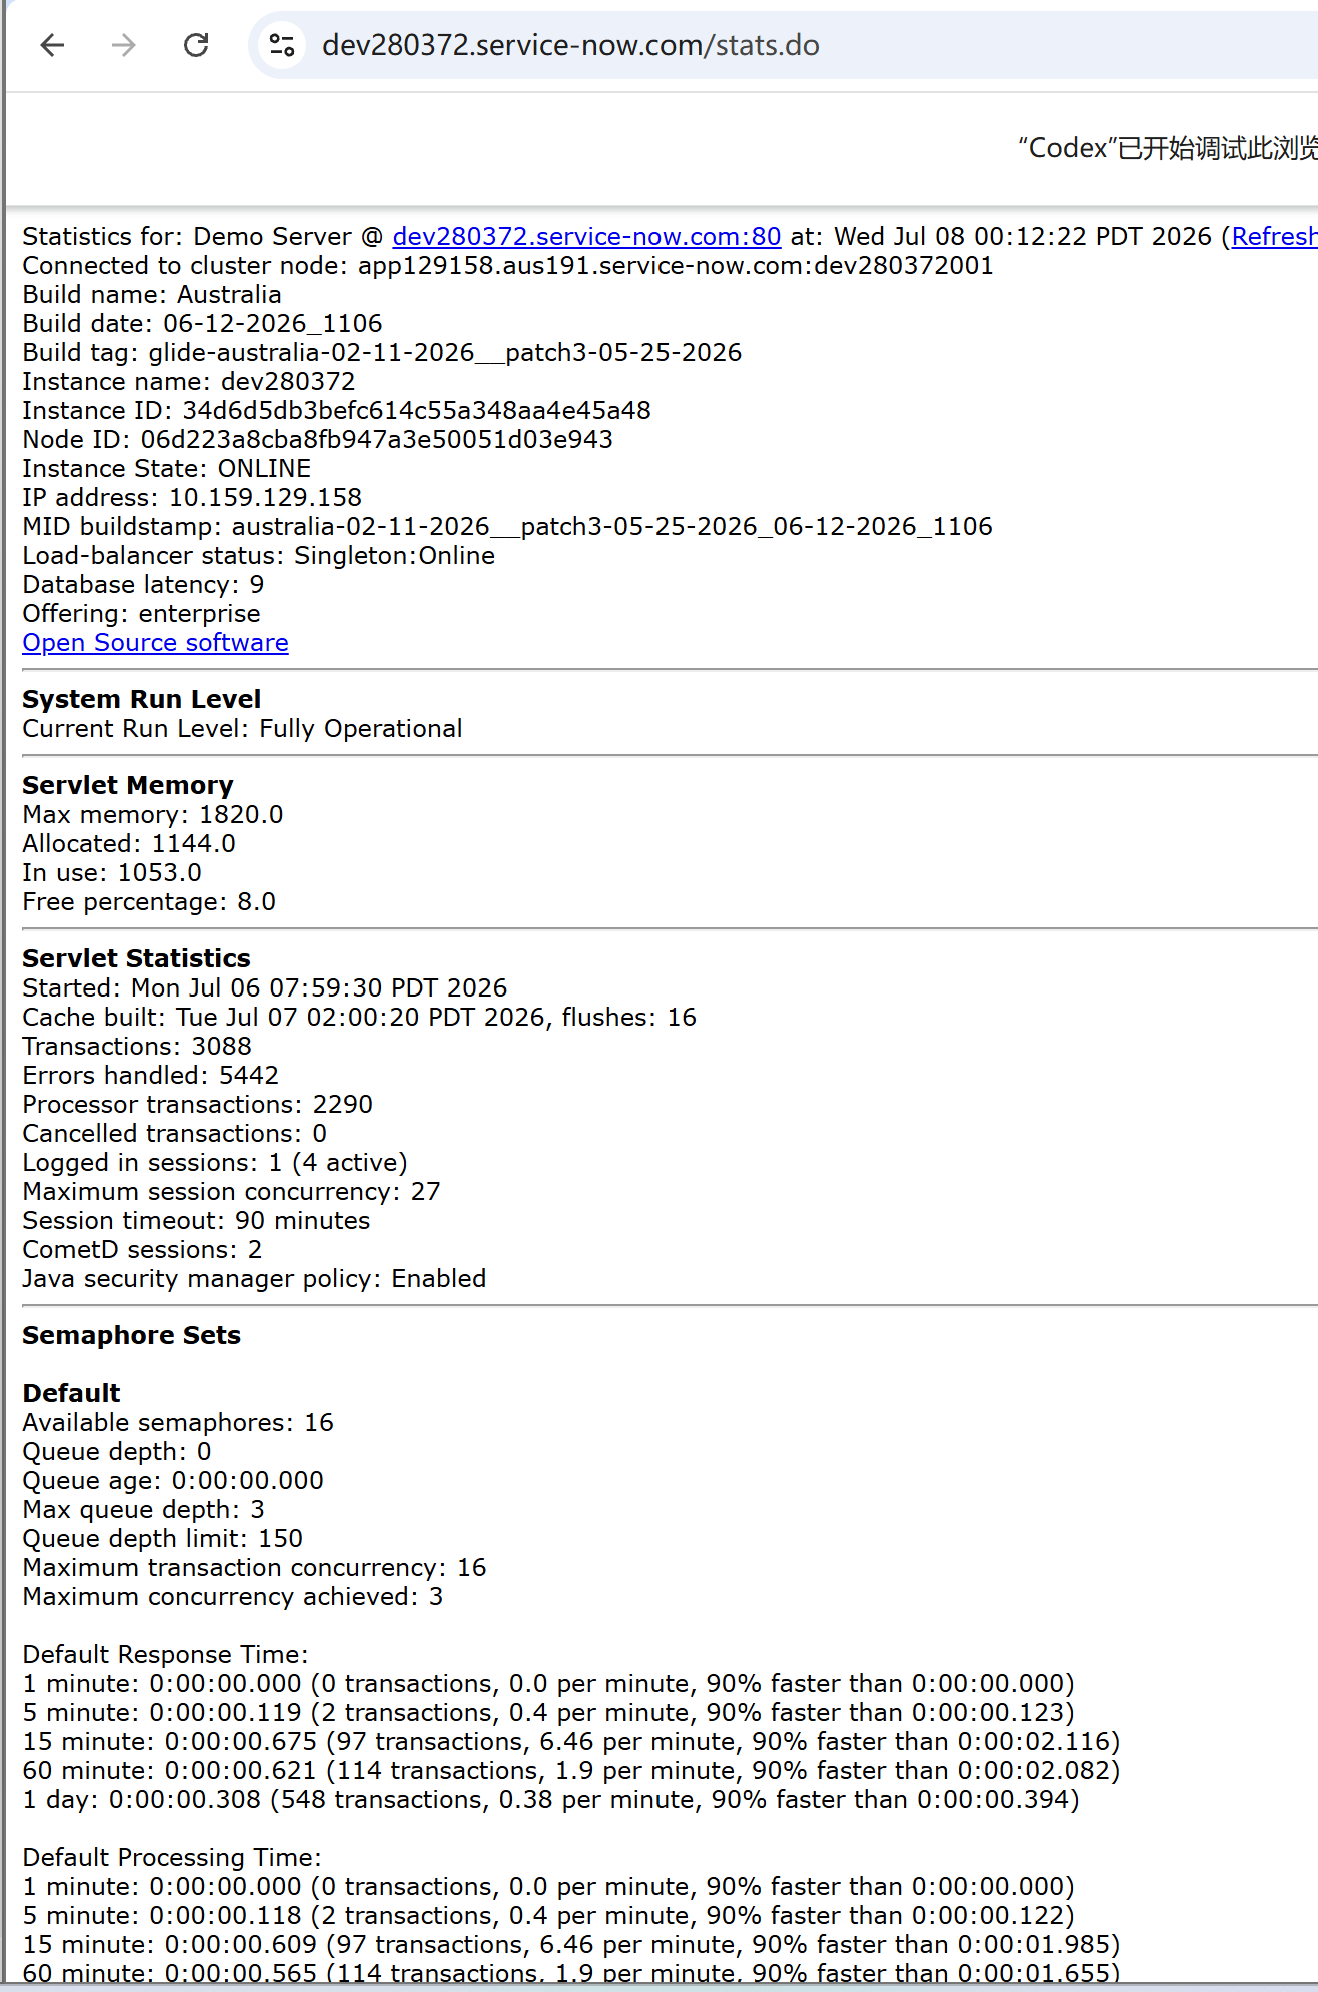 dev280372.service-now.com/stats.do
“Codex”已开始调试此浏览
Statistics for: Demo Server @ dev280372.service-now.com:80 at: Wed Jul 08 00:12:22 PDT 2026 (Refresh
Connected to cluster node: app129158.aus191.service-now.com:dev280372001
Build name: Australia
Build date: 06-12-2026_1106
Build tag: glide-australia-02-11-2026__patch3-05-25-2026
Instance name: dev280372
Instance ID: 34d6d5db3befc614c55a348aa4e45a48
Node ID: 06d223a8cba8fb947a3e50051d03e943
Instance State: ONLINE
IP address: 10.159.129.158
MID buildstamp: australia-02-11-2026__patch3-05-25-2026_06-12-2026_1106
Load-balancer status: Singleton:Online
Database latency: 9
Offering: enterprise
Open Source software
System Run Level
Current Run Level: Fully Operational
Servlet Memory
Max memory: 1820.0
Allocated: 1144.0
In use: 1053.0
Free percentage: 8.0
Servlet Statistics
Started: Mon Jul 06 07:59:30 PDT 2026
Cache built: Tue Jul 07 02:00:20 PDT 2026, flushes: 16
Transactions: 3088
Errors handled: 5442
Processor transactions: 2290
Cancelled transactions: 0
Logged in sessions: 1 (4 active)
Maximum session concurrency: 27
Session timeout: 90 minutes
CometD sessions: 2
Java security manager policy: Enabled
Semaphore Sets
Default
Available semaphores: 16
Queue depth: 0
Queue age: 0:00:00.000
Max queue depth: 3
Queue depth limit: 150
Maximum transaction concurrency: 16
Maximum concurrency achieved: 3
Default Response Time:
1 minute: 0:00:00.000 (0 transactions, 0.0 per minute, 90% faster than 0:00:00.000)
5 minute: 0:00:00.119 (2 transactions, 0.4 per minute, 90% faster than 0:00:00.123)
15 minute: 0:00:00.675 (97 transactions, 6.46 per minute, 90% faster than 0:00:02.116)
60 minute: 0:00:00.621 (114 transactions, 1.9 per minute, 90% faster than 0:00:02.082)
1 day: 0:00:00.308 (548 transactions, 0.38 per minute, 90% faster than 0:00:00.394)
Default Processing Time:
1 minute: 0:00:00.000 (0 transactions, 0.0 per minute, 90% faster than 0:00:00.000)
5 minute: 0:00:00.118 (2 transactions, 0.4 per minute, 90% faster than 0:00:00.122)
15 minute: 0:00:00.609 (97 transactions, 6.46 per minute, 90% faster than 0:00:01.985)
60 minute: 0:00:00.565 (114 transactions, 1.9 per minute, 90% faster than 0:00:01.655)